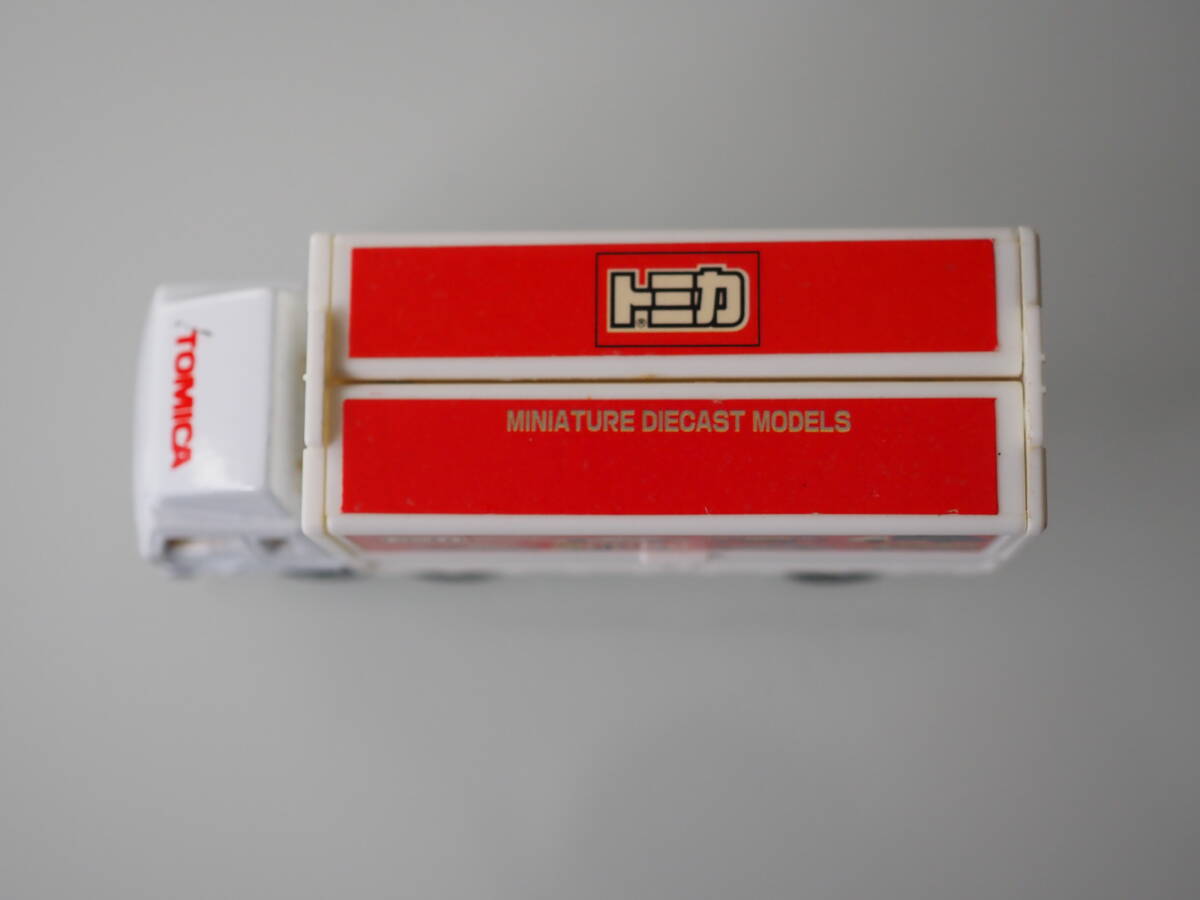 トミカ®
MINIATURE DIECAST MODELS
TOMICA